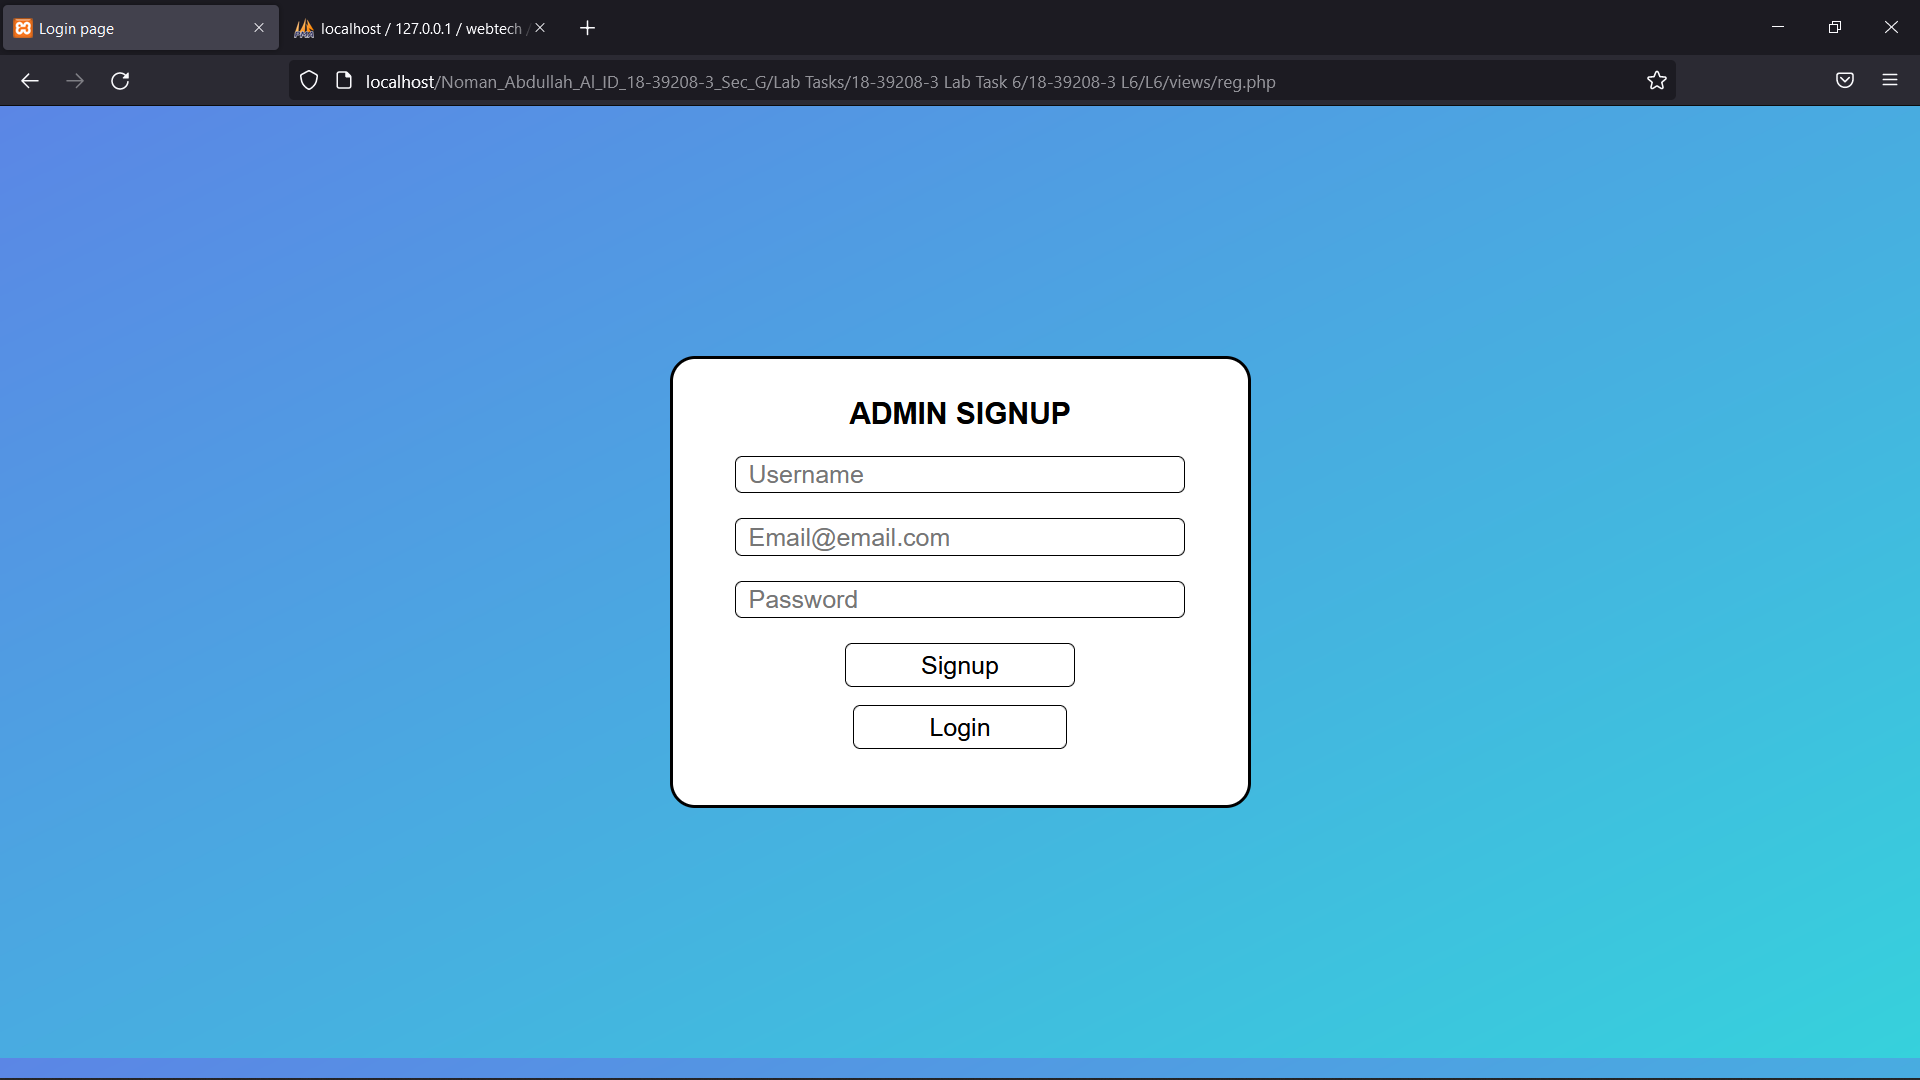 Login page
localhost / 127.0.0.1 / webtech /
localhost/Noman_Abdullah_Al_ID_18-39208-3_Sec_G/Lab Tasks/18-39208-3 Lab Task 6/18-39208-3 L6/L6/views/reg.php
ADMIN SIGNUP
Username
Email@email.com
Password
Signup
Login